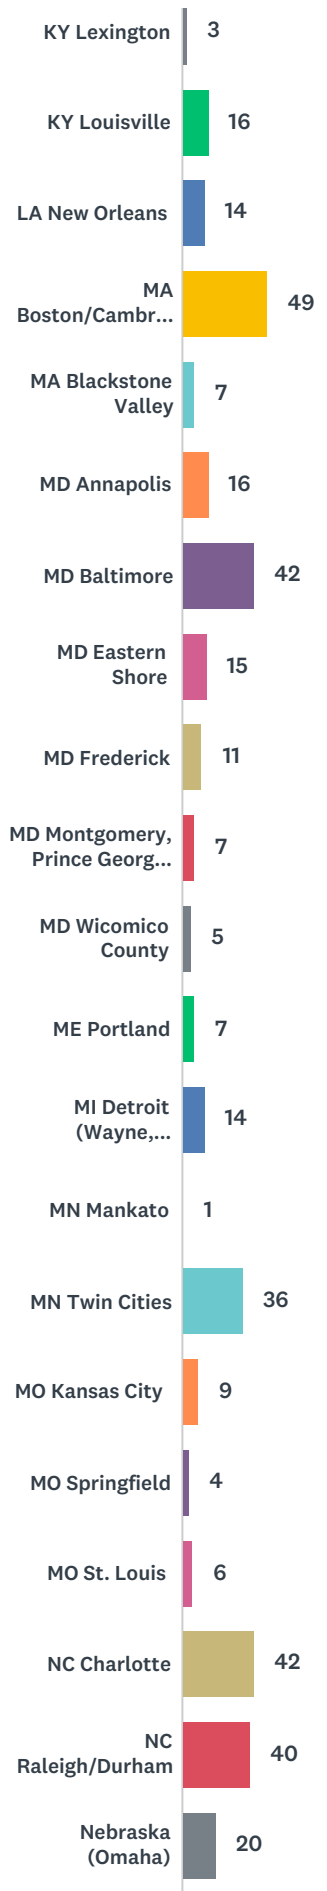 KY Lexington 3
KY Louisville 16
LA New Orleans 14
MA
Boston/Cambr... 49
MA Blackstone
Valley 7
MD Annapolis 16
MD Baltimore 42
MD Eastern
Shore 15
MD Frederick 11
MD Montgomery,
Prince Georg... 7
MD Wicomico
County 5
ME Portland 7
MI Detroit
(Wayne,... 14
MN Mankato 1
MN Twin Cities 36
MO Kansas City 9
MO Springfield 4
MO St. Louis 6
NC Charlotte 42
NC
Raleigh/Durham 40
Nebraska
(Omaha) 20